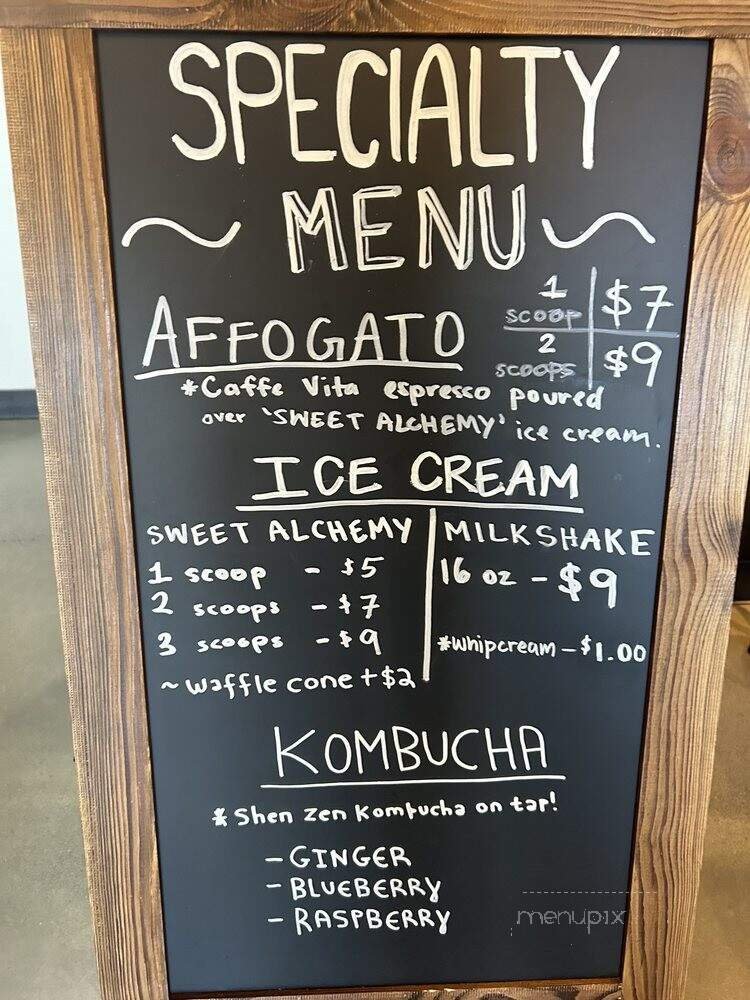 SPECIALTY
~ MENU ~
AFFOGATO
1 scoop $7
2 scoops $9
*Caffe Vita espresso poured
over 'SWEET ALCHEMY' ice cream.
ICE CREAM
SWEET ALCHEMY
1 scoop - $5
2 scoops - $7
3 scoops - $9
~ waffle cone + $2
MILKSHAKE
16 oz - $9
*whipcream - $1.00
KOMBUCHA
* Shen Zen Kombucha on tap!
- GINGER
- BLUEBERRY
- RASPBERRY
menupix